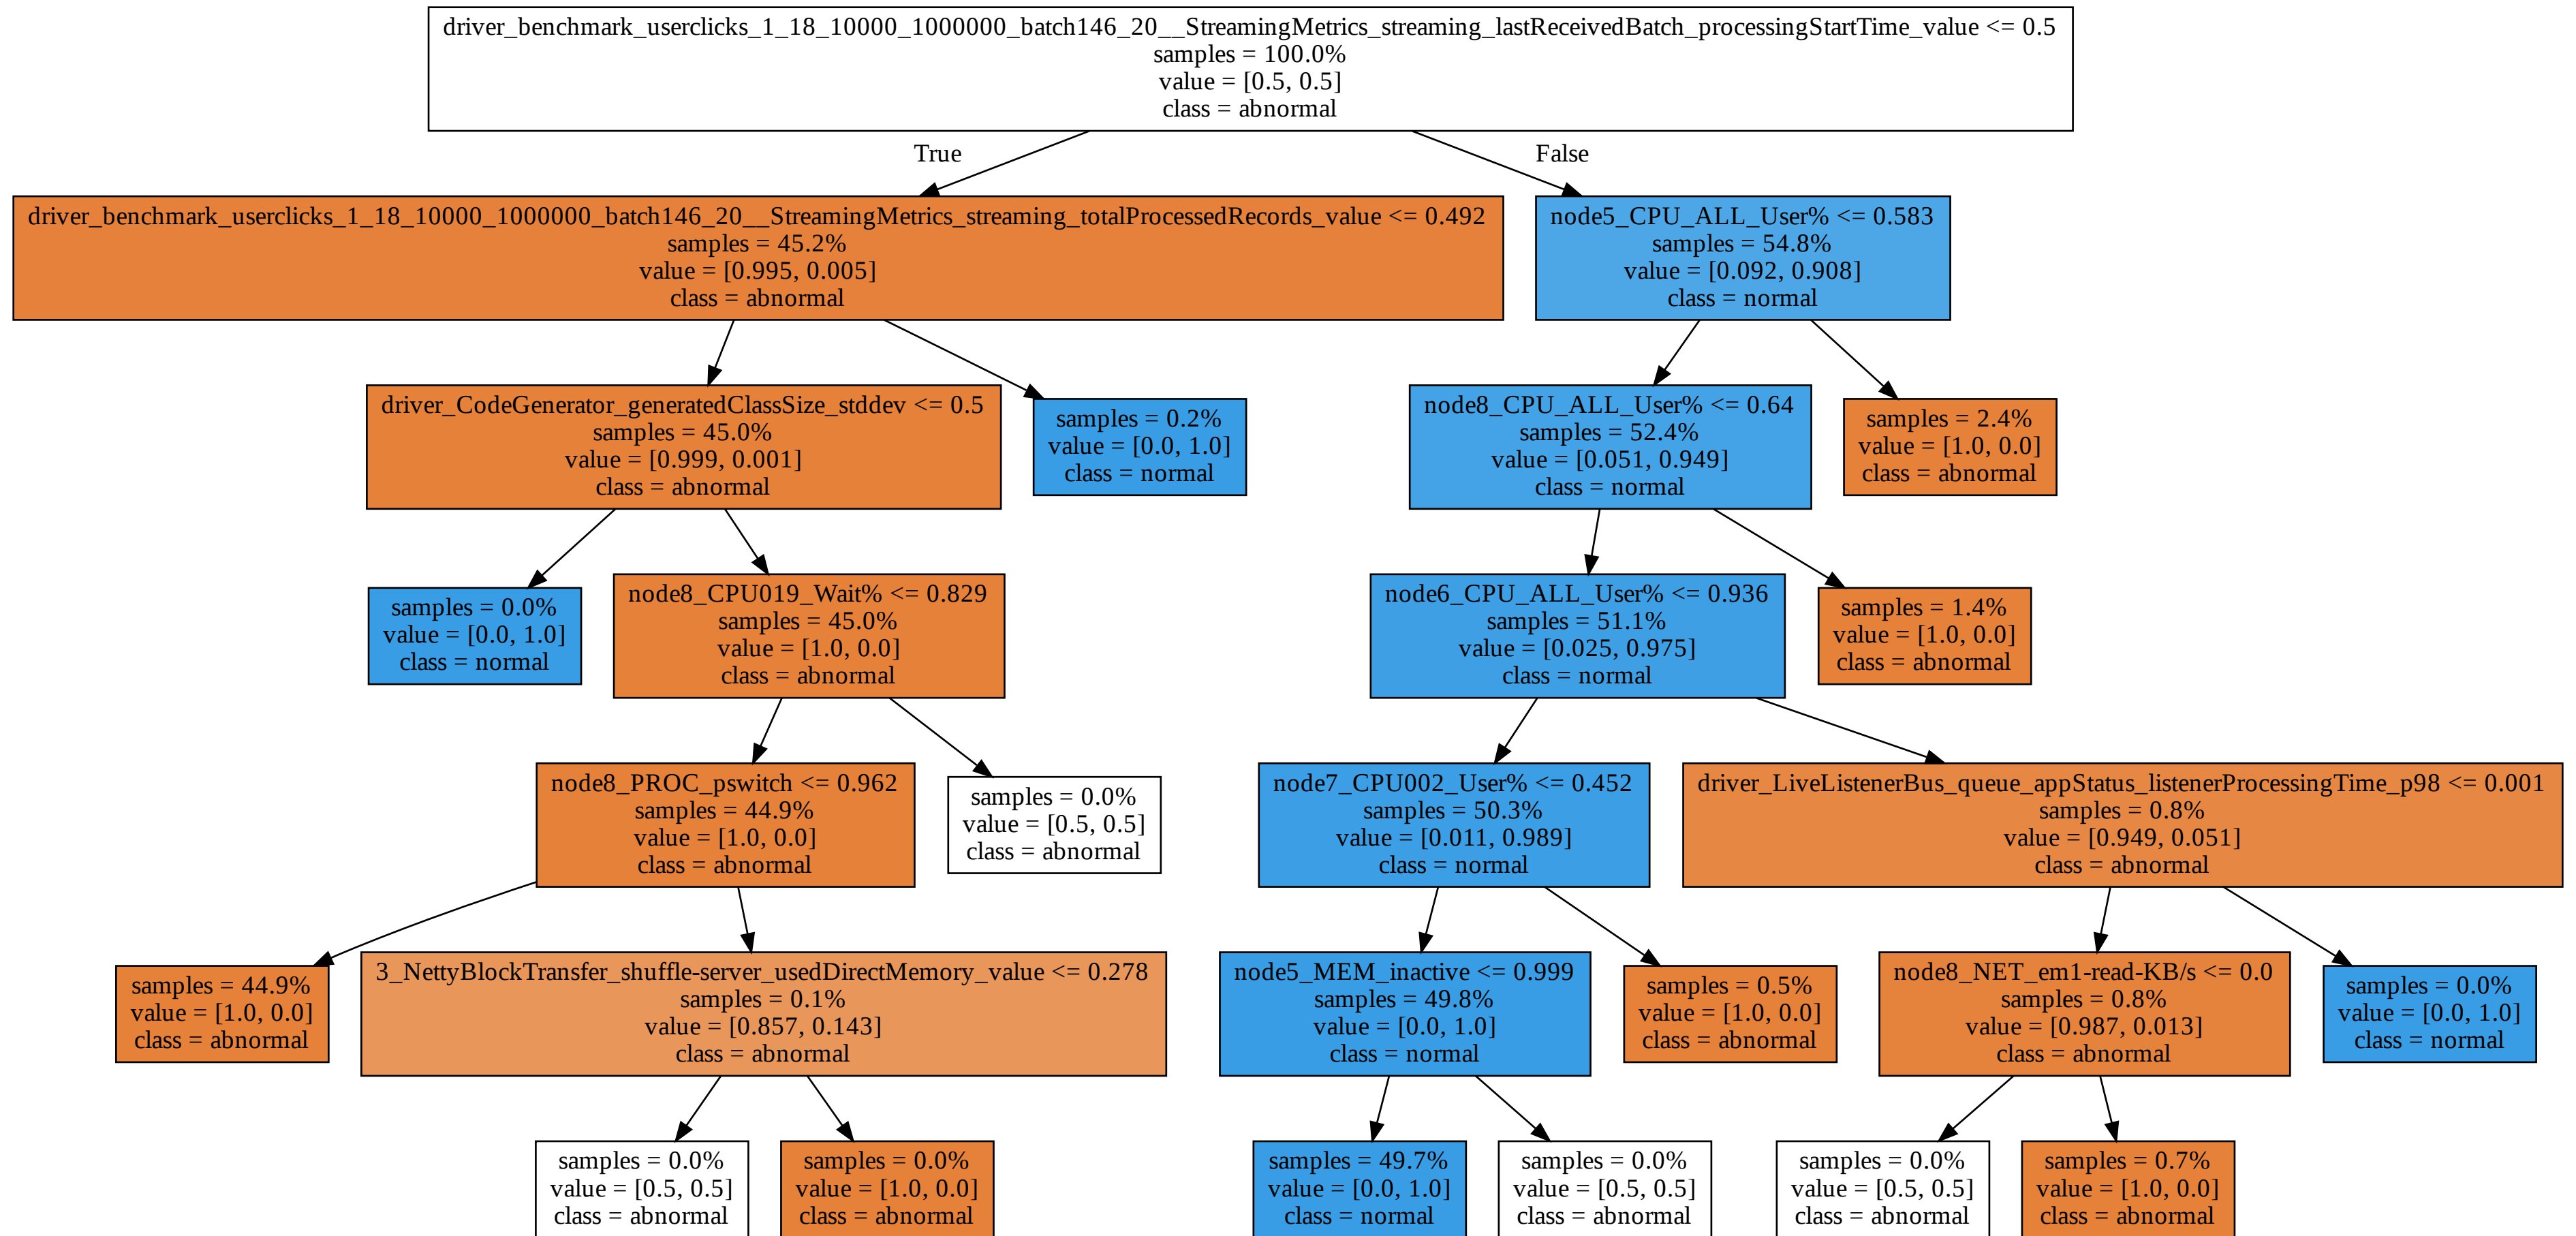 driver_benchmark_userclicks_1_18_10000_1000000_batch146_20__StreamingMetrics_streaming_lastReceivedBatch_processingStartTime_value <= 0.5
samples = 100.0%
value = [0.5, 0.5]
class = abnormal
True
False
driver_benchmark_userclicks_1_18_10000_1000000_batch146_20__StreamingMetrics_streaming_totalProcessedRecords_value <= 0.492
samples = 45.2%
value = [0.995, 0.005]
class = abnormal
node5_CPU_ALL_User% <= 0.583
samples = 54.8%
value = [0.092, 0.908]
class = normal
driver_CodeGenerator_generatedClassSize_stddev <= 0.5
samples = 45.0%
value = [0.999, 0.001]
class = abnormal
samples = 0.2%
value = [0.0, 1.0]
class = normal
node8_CPU_ALL_User% <= 0.64
samples = 52.4%
value = [0.051, 0.949]
class = normal
samples = 2.4%
value = [1.0, 0.0]
class = abnormal
samples = 0.0%
value = [0.0, 1.0]
class = normal
node8_CPU019_Wait% <= 0.829
samples = 45.0%
value = [1.0, 0.0]
class = abnormal
node6_CPU_ALL_User% <= 0.936
samples = 51.1%
value = [0.025, 0.975]
class = normal
samples = 1.4%
value = [1.0, 0.0]
class = abnormal
node8_PROC_pswitch <= 0.962
samples = 44.9%
value = [1.0, 0.0]
class = abnormal
samples = 0.0%
value = [0.5, 0.5]
class = abnormal
node7_CPU002_User% <= 0.452
samples = 50.3%
value = [0.011, 0.989]
class = normal
driver_LiveListenerBus_queue_appStatus_listenerProcessingTime_p98 <= 0.001
samples = 0.8%
value = [0.949, 0.051]
class = abnormal
samples = 44.9%
value = [1.0, 0.0]
class = abnormal
3_NettyBlockTransfer_shuffle-server_usedDirectMemory_value <= 0.278
samples = 0.1%
value = [0.857, 0.143]
class = abnormal
node5_MEM_inactive <= 0.999
samples = 49.8%
value = [0.0, 1.0]
class = normal
samples = 0.5%
value = [1.0, 0.0]
class = abnormal
node8_NET_em1-read-KB/s <= 0.0
samples = 0.8%
value = [0.987, 0.013]
class = abnormal
samples = 0.0%
value = [0.0, 1.0]
class = normal
samples = 0.0%
value = [0.5, 0.5]
class = abnormal
samples = 0.0%
value = [1.0, 0.0]
class = abnormal
samples = 49.7%
value = [0.0, 1.0]
class = normal
samples = 0.0%
value = [0.5, 0.5]
class = abnormal
samples = 0.0%
value = [0.5, 0.5]
class = abnormal
samples = 0.7%
value = [1.0, 0.0]
class = abnormal